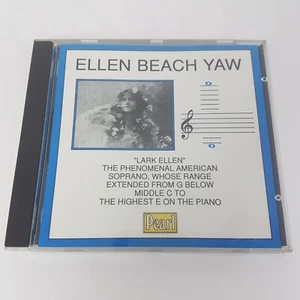 ELLEN BEACH YAW
"LARK ELLEN"
THE PHENOMENAL AMERICAN
SOPRANO, WHOSE RANGE
EXTENDED FROM G BELOW
MIDDLE C TO
THE HIGHEST E ON THE PIANO
Pearl